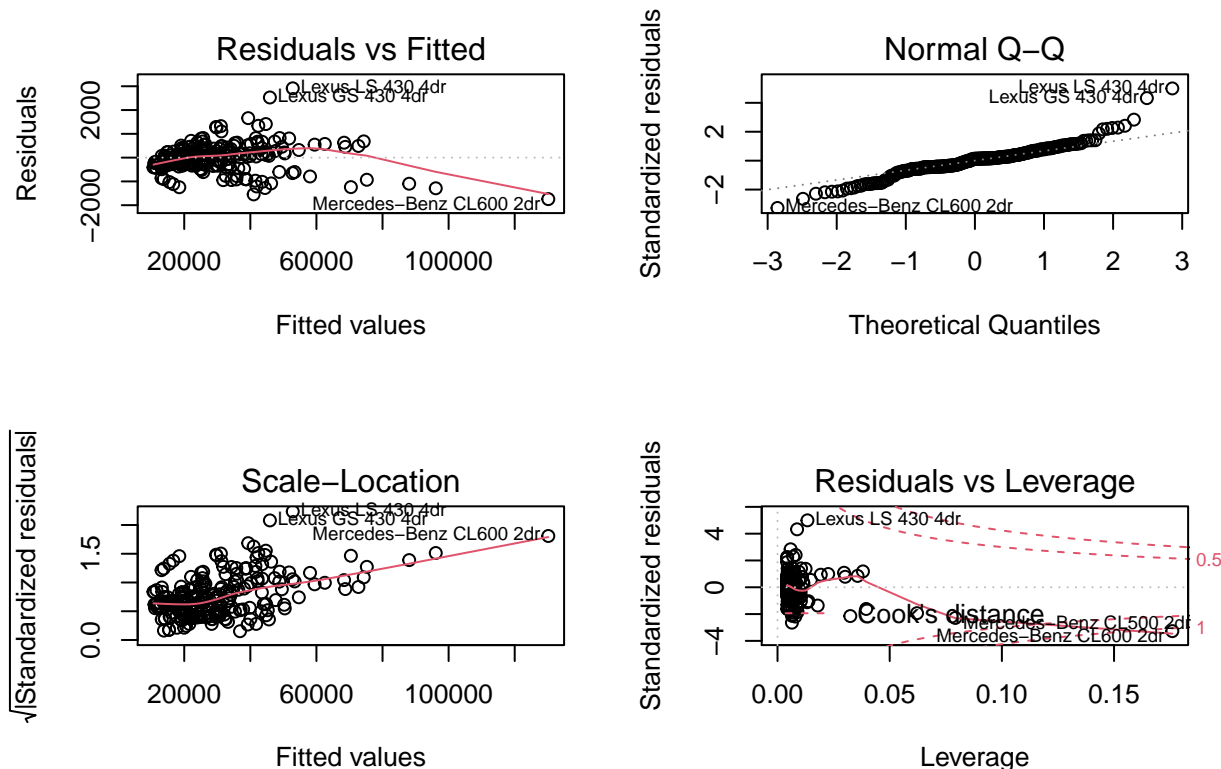 Residuals vs Fitted
Residuals
2000
−2000
Lexus LS 430 4dr
Lexus GS 430 4dr
Mercedes−Benz CL600 2dr
20000 60000 100000
Fitted values
Normal Q−Q
Standardized residuals
2
−2
Lexus LS 430 4dr
Lexus GS 430 4dr
Mercedes−Benz CL600 2dr
−3 −2 −1 0 1 2 3
Theoretical Quantiles
Scale−Location
√|Standardized residuals|
1.5
0.0
Lexus LS 430 4dr
Lexus GS 430 4dr
Mercedes−Benz CL600 2dr
20000 60000 100000
Fitted values
Residuals vs Leverage
Standardized residuals
4
0
−4
Lexus LS 430 4dr
0.5
Cook's distance
Mercedes−Benz CL500 2dr
1
Mercedes−Benz CL600 2dr
0.00 0.05 0.10 0.15
Leverage